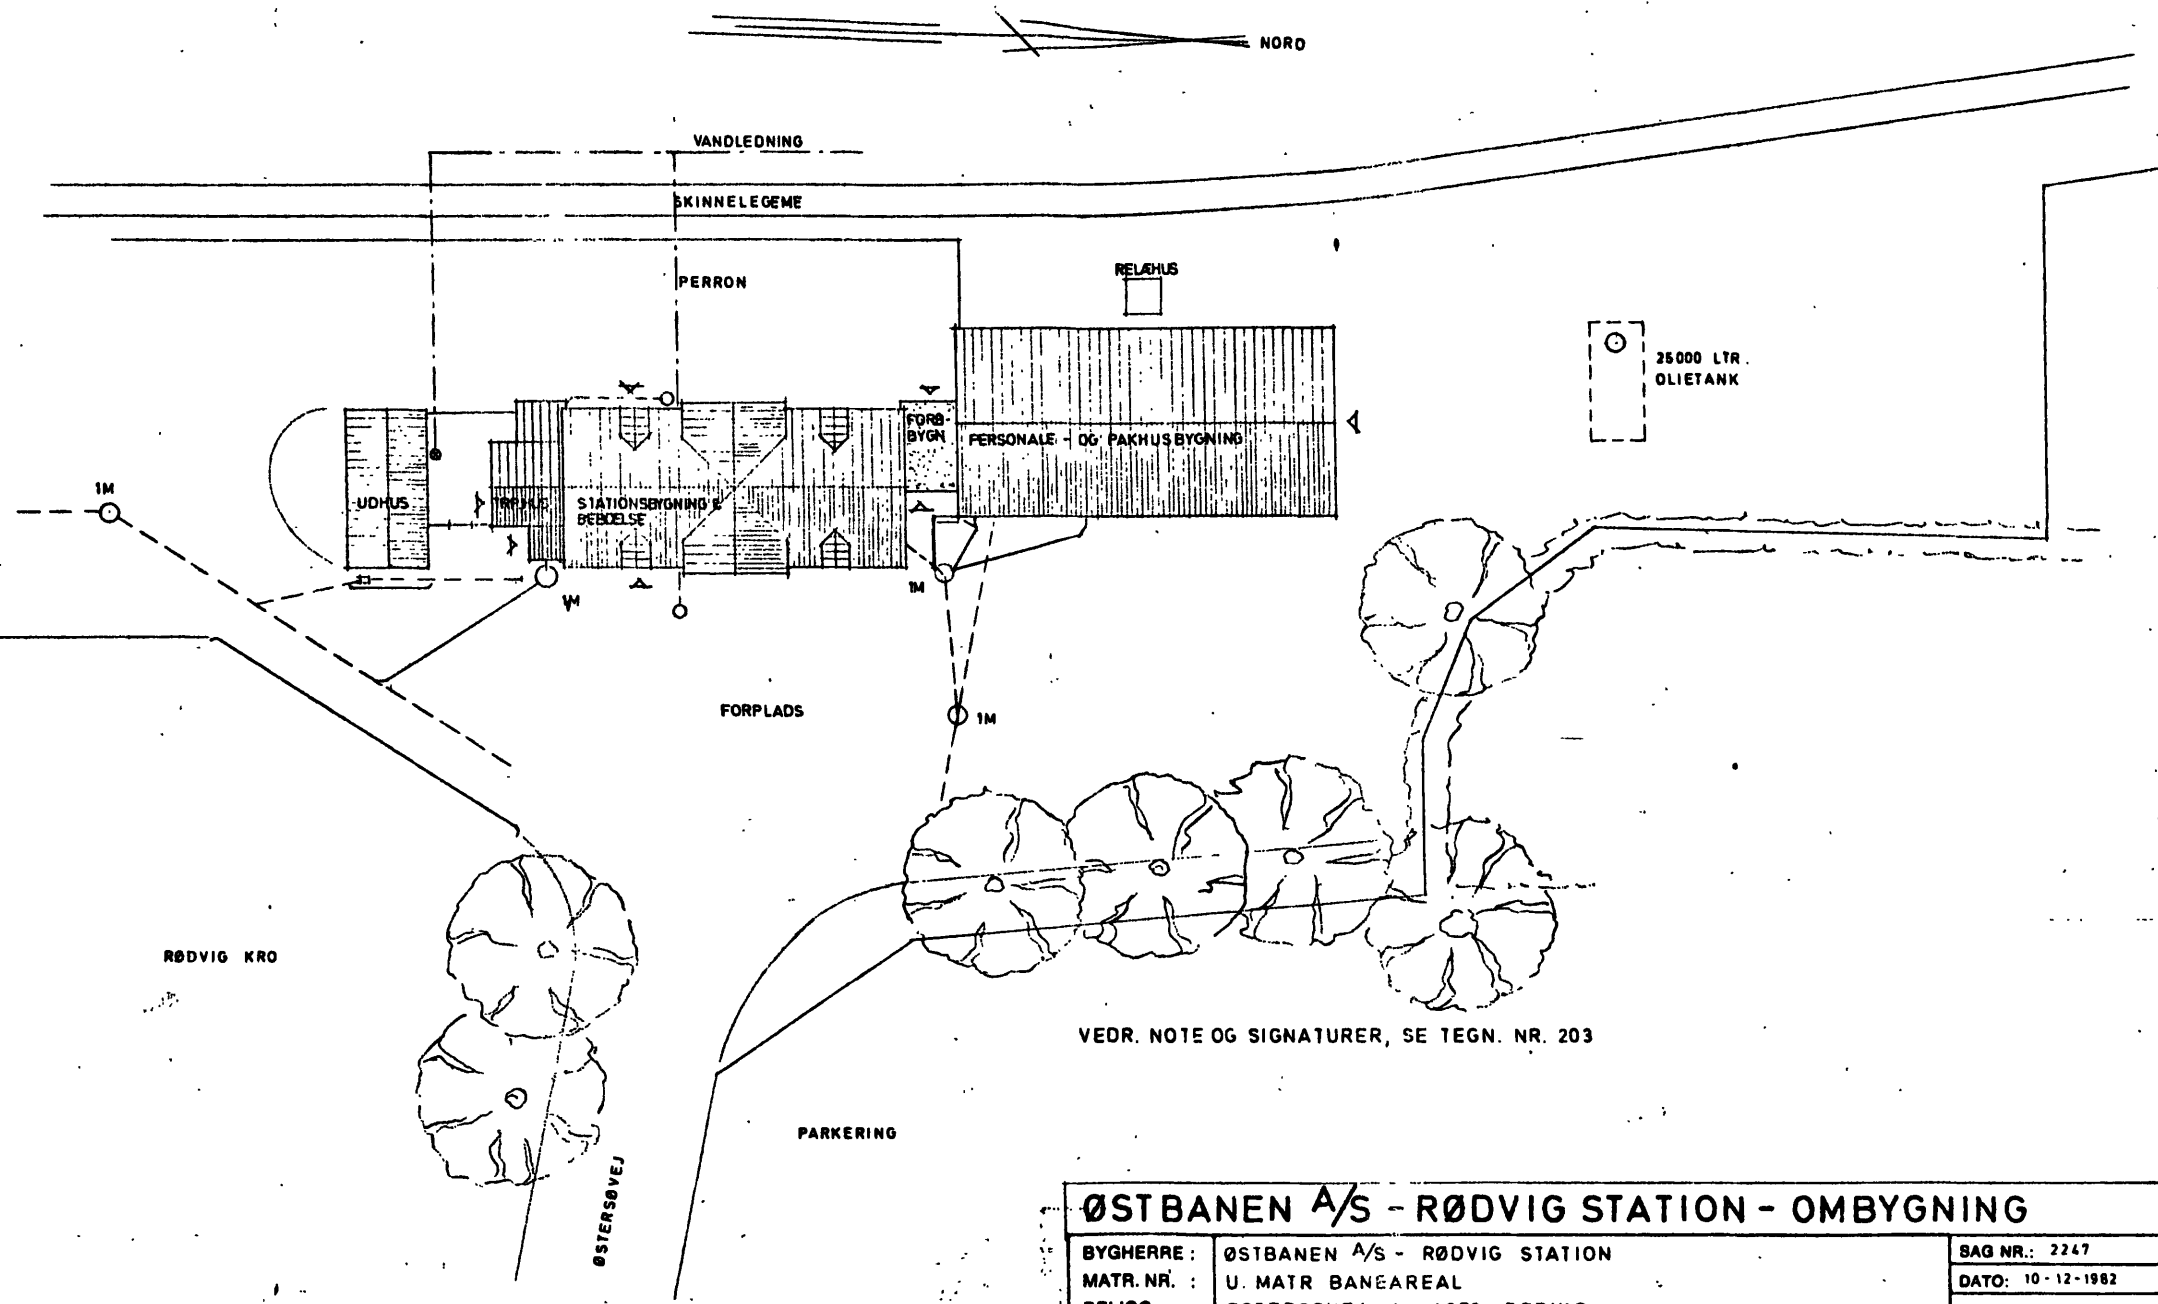 NORD
VANDLEDNING
SKINNELEGEME
PERRON
RELÆHUS
25000 LTR.
OLIETANK
FORB-
BYGN.
PERSONALE - OG PAKHUSBYGNING
1M
UDHUS
STATIONSBYGNING &
BEBOELSE
1M
1M
FORPLADS
1M
RØDVIG KRO
VEDR. NOTE OG SIGNATURER, SE TEGN. NR. 203
PARKERING
ØSTERSØVEJ
ØSTBANEN A/S - RØDVIG STATION - OMBYGNING
BYGHERRE: ØSTBANEN A/S - RØDVIG STATION
SAG NR.: 2247
MATR. NR. : U. MATR BANEAREAL
DATO: 10-12-1982